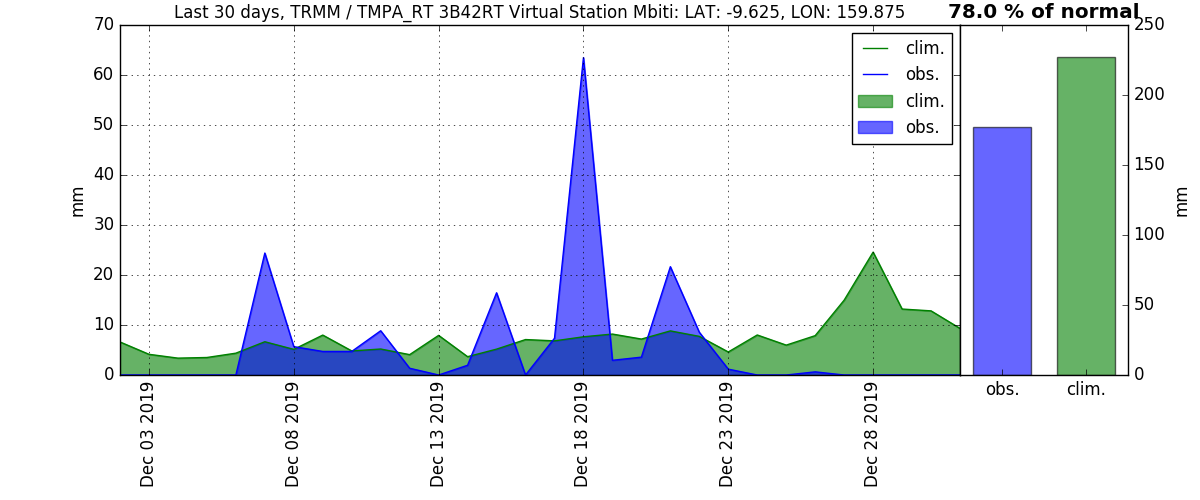 Last 30 days, TRMM / TMPA_RT 3B42RT Virtual Station Mbiti: LAT: -9.625, LON: 159.875
78.0 % of normal
70
60
50
40
30
20
10
0
mm
clim.
obs.
clim.
obs.
Dec 03 2019
Dec 08 2019
Dec 13 2019
Dec 18 2019
Dec 23 2019
Dec 28 2019
250
200
150
100
50
0
mm
obs.
clim.